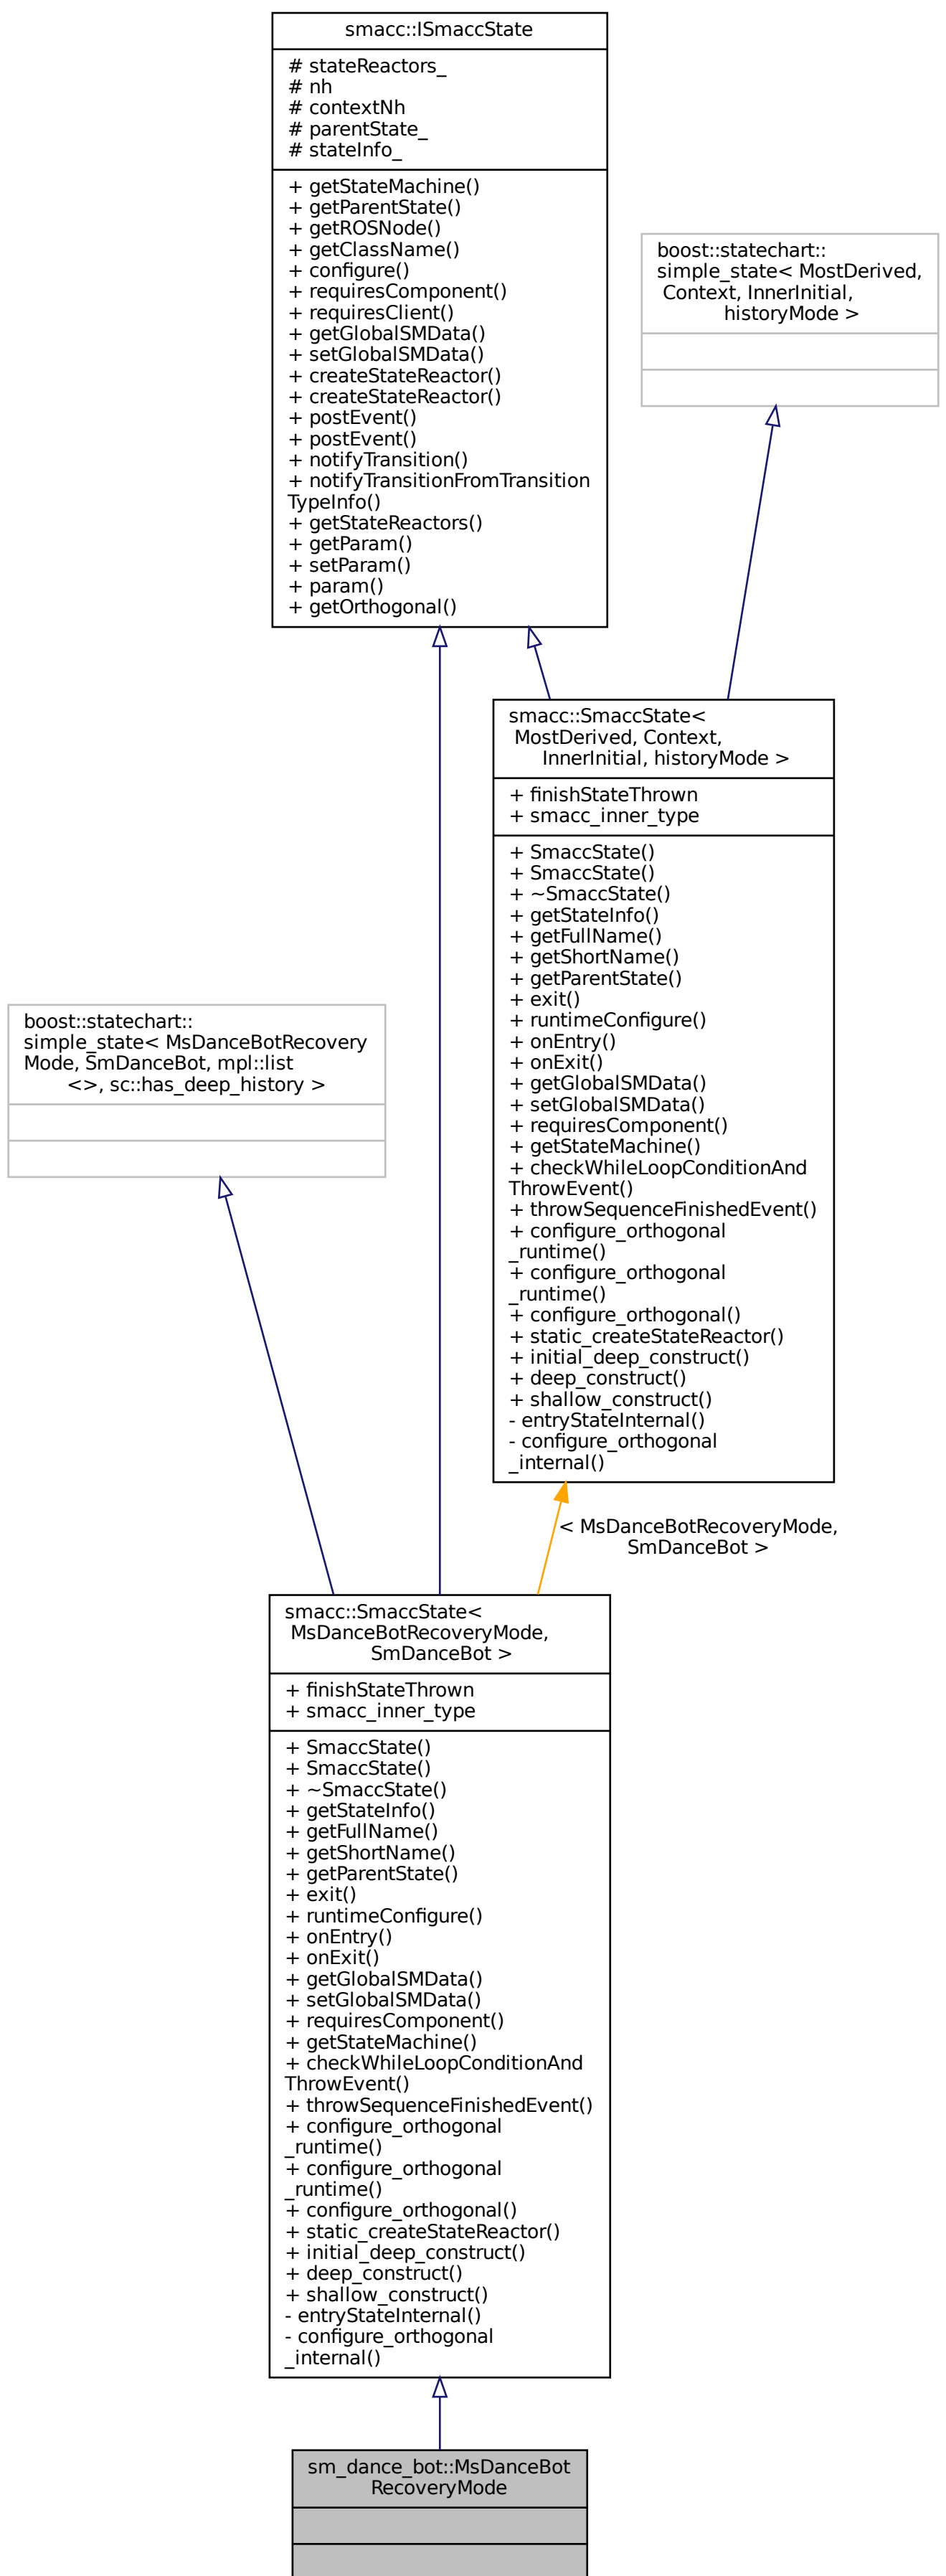 smacc::ISmaccState
# stateReactors_
# nh
# contextNh
# parentState_
# stateInfo_
+ getStateMachine()
+ getParentState()
+ getROSNode()
+ getClassName()
+ configure()
+ requiresComponent()
+ requiresClient()
+ getGlobalSMData()
+ setGlobalSMData()
+ createStateReactor()
+ createStateReactor()
+ postEvent()
+ postEvent()
+ notifyTransition()
+ notifyTransitionFromTransition
TypeInfo()
+ getStateReactors()
+ getParam()
+ setParam()
+ param()
+ getOrthogonal()
boost::statechart::
simple_state< MostDerived,
Context, InnerInitial,
historyMode >
smacc::SmaccState<
MostDerived, Context,
InnerInitial, historyMode >
+ finishStateThrown
+ smacc_inner_type
+ SmaccState()
+ SmaccState()
+ ~SmaccState()
+ getStateInfo()
+ getFullName()
+ getShortName()
+ getParentState()
+ exit()
+ runtimeConfigure()
+ onEntry()
+ onExit()
+ getGlobalSMData()
+ setGlobalSMData()
+ requiresComponent()
+ getStateMachine()
+ checkWhileLoopConditionAnd
ThrowEvent()
+ throwSequenceFinishedEvent()
+ configure_orthogonal
_runtime()
+ configure_orthogonal
_runtime()
+ configure_orthogonal()
+ static_createStateReactor()
+ initial_deep_construct()
+ deep_construct()
+ shallow_construct()
- entryStateInternal()
- configure_orthogonal
_internal()
boost::statechart::
simple_state< MsDanceBotRecovery
Mode, SmDanceBot, mpl::list
<>, sc::has_deep_history >
< MsDanceBotRecoveryMode,
SmDanceBot >
smacc::SmaccState<
MsDanceBotRecoveryMode,
SmDanceBot >
+ finishStateThrown
+ smacc_inner_type
+ SmaccState()
+ SmaccState()
+ ~SmaccState()
+ getStateInfo()
+ getFullName()
+ getShortName()
+ getParentState()
+ exit()
+ runtimeConfigure()
+ onEntry()
+ onExit()
+ getGlobalSMData()
+ setGlobalSMData()
+ requiresComponent()
+ getStateMachine()
+ checkWhileLoopConditionAnd
ThrowEvent()
+ throwSequenceFinishedEvent()
+ configure_orthogonal
_runtime()
+ configure_orthogonal
_runtime()
+ configure_orthogonal()
+ static_createStateReactor()
+ initial_deep_construct()
+ deep_construct()
+ shallow_construct()
- entryStateInternal()
- configure_orthogonal
_internal()
sm_dance_bot::MsDanceBot
RecoveryMode